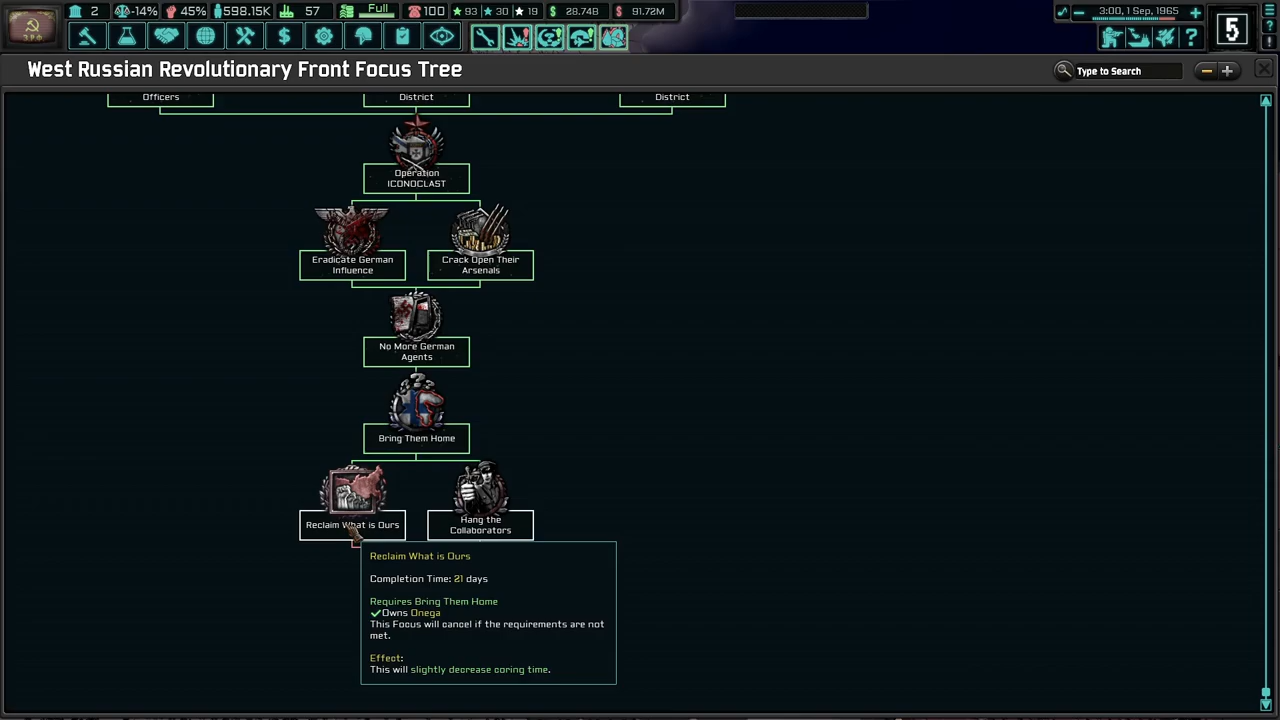 2 -14% 45% 598.15K 57 Full 100 93 30 19 $ 28.74B $ 91.72M 3:00, 1 Sep, 1965 5
West Russian Revolutionary Front Focus Tree
Type to Search
Officers
District
District
Operation
ICONOCLAST
Eradicate German
Influence
Crack Open Their
Arsenals
No More German
Agents
Bring Them Home
Reclaim What is Ours
Hang the
Collaborators
Reclaim What is Ours
Completion Time: 21 days
Requires Bring Them Home
Owns Onega
This Focus will cancel if the requirements are not
met.
Effect:
This will slightly decrease coring time.